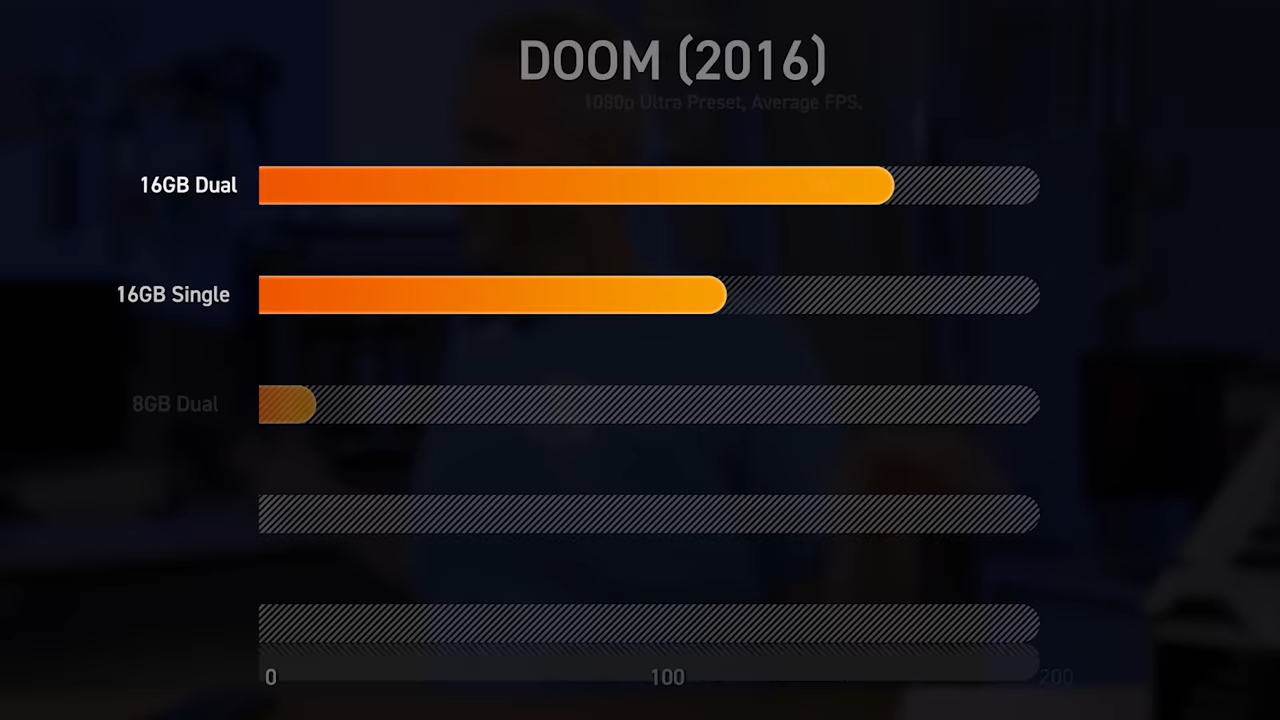 DOOM (2016)
1080p Ultra Preset, Average FPS.
16GB Dual
16GB Single
8GB Dual
0 100 200